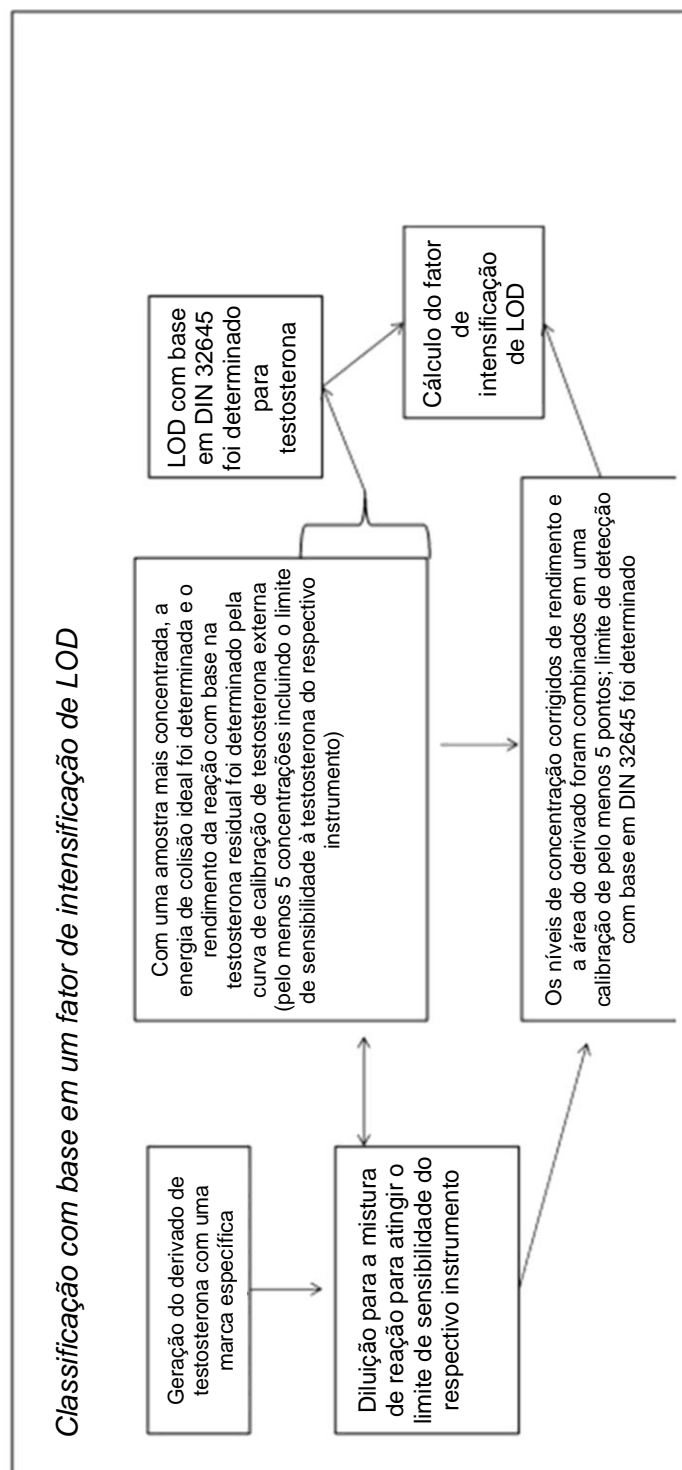 Classificação com base em um fator de intensificação de LOD
Geração do derivado de
testosterona com uma
marca específica
Diluição para a mistura
de reação para atingir o
limite de sensibilidade do
respectivo instrumento
Com uma amostra mais concentrada, a
energia de colisão ideal foi determinada e o
rendimento da reação com base na
testosterona residual foi determinado pela
curva de calibração de testosterona externa
(pelo menos 5 concentrações incluindo o limite
de sensibilidade à testosterona do respectivo
instrumento)
Os níveis de concentração corrigidos de rendimento e
a área do derivado foram combinados em uma
calibração de pelo menos 5 pontos; limite de detecção
com base em DIN 32645 foi determinado
LOD com base
em DIN 32645
foi determinado
para
testosterona
Cálculo do fator
de
intensificação
de LOD